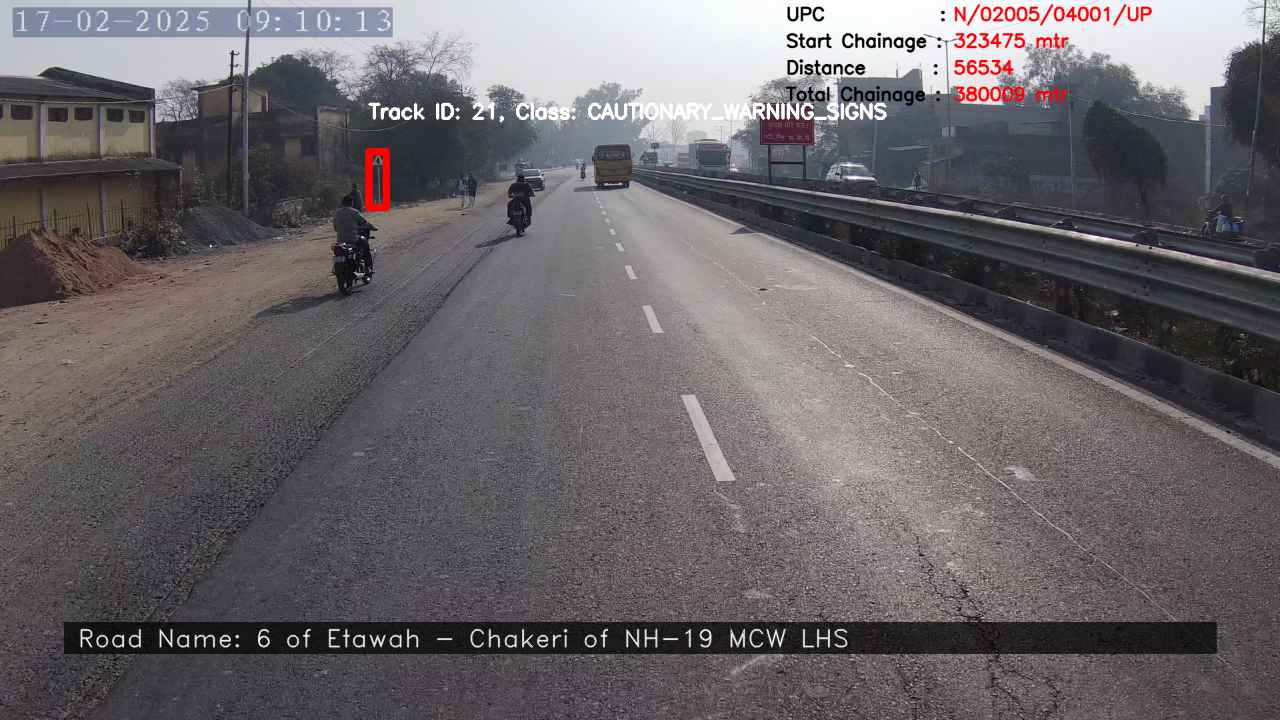 17-02-2025 09:10:13
UPC : N/02005/04001/UP
Start Chainage : 323475 mtr
Distance : 56534
Total Chainage : 380009 mtr
Track ID: 21, Class: CAUTIONARY_WARNING_SIGNS
Road Name: 6 of Etawah - Chakeri of NH-19 MCW LHS